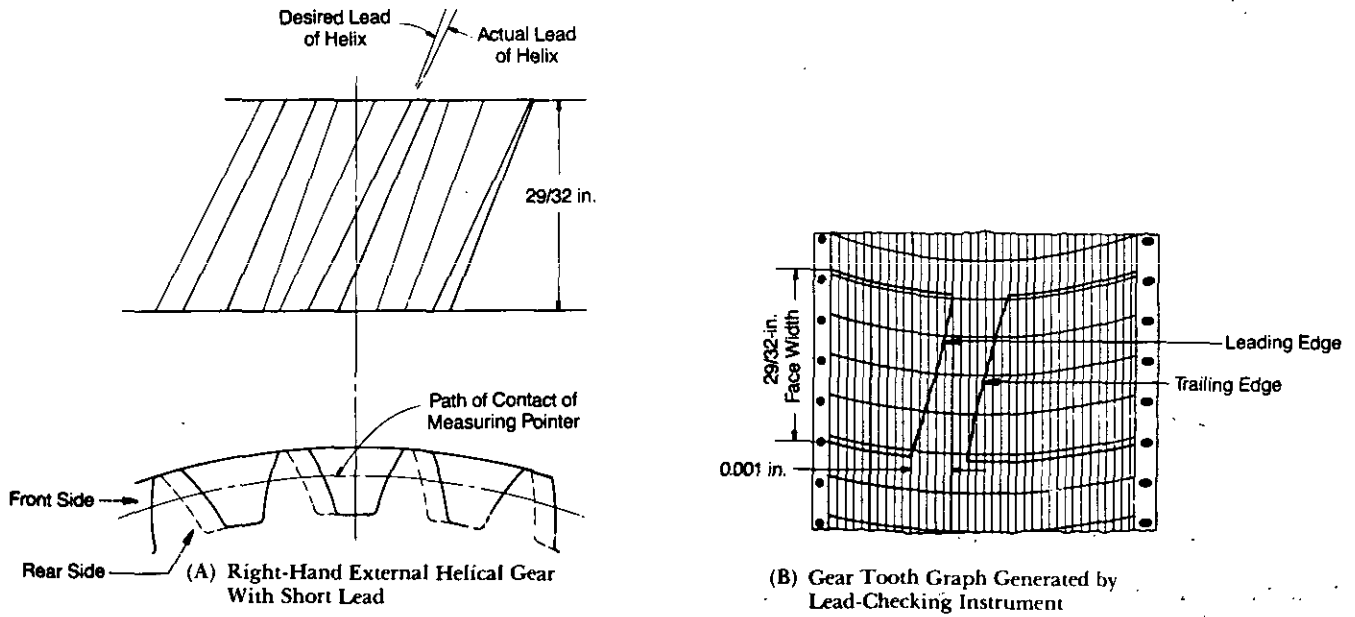 Desired Lead
of Helix
Actual Lead
of Helix
29/32 in.
Path of Contact of
Measuring Pointer
Front Side
Rear Side
(A) Right-Hand External Helical Gear
With Short Lead
29/32-in.
Face Width
Leading Edge
Trailing Edge
0.001 in.
(B) Gear Tooth Graph Generated by
Lead-Checking Instrument